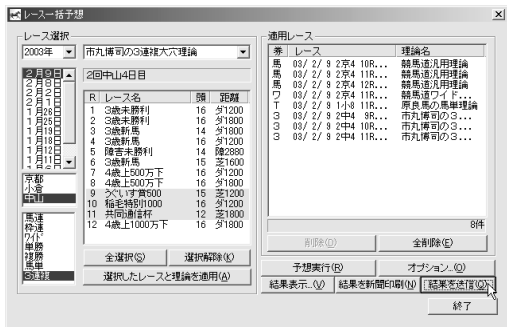 レース一括予想
レース選択
2003年
市丸博司の3連複大穴理論
2月9日
2月8日
2月2日
2月1日
1月26日
1月25日
1月19日
1月18日
1月12日
1月11日
京都
小倉
中山
馬連
枠連
ワイド
単勝
複勝
馬単
3連複
2回中山4日目
R レース名 頭 距離
1 3歳未勝利 16 ダ1200
2 3歳未勝利 16 ダ1800
3 3歳新馬 14 ダ1800
4 3歳新馬 16 ダ1200
5 障害未勝利 14 障2880
6 3歳新馬 15 芝1600
7 4歳上500万下 16 ダ1200
8 4歳上500万下 16 ダ1800
9 うぐいす賞500 15 芝1200
10 稲毛特別1000 16 ダ1200
11 共同通信杯 12 芝1800
12 4歳上1000万下 16 ダ1800
全選択(S)
選択解除(K)
選択したレースと理論を適用(A)
適用レース
券 レース 理論名
馬 03/ 2/ 9 2京4 10R... 競馬道汎用理論
馬 03/ 2/ 9 2京4 11R... 競馬道汎用理論
馬 03/ 2/ 9 2京4 12R... 競馬道汎用理論
ワ 03/ 2/ 9 2京4 11R... 競馬道ワイド...
T 03/ 2/ 9 1小8 11R... 原良馬の馬単理論
3 03/ 2/ 9 2中4 9R... 市丸博司の3...
3 03/ 2/ 9 2中4 10R... 市丸博司の3...
3 03/ 2/ 9 2中4 11R... 市丸博司の3...
8件
削除(D)
全削除(E)
予想実行(R)
オプション...(O)
結果表示...(V)
結果を新聞印刷(N)
結果を送信(Q)
終了